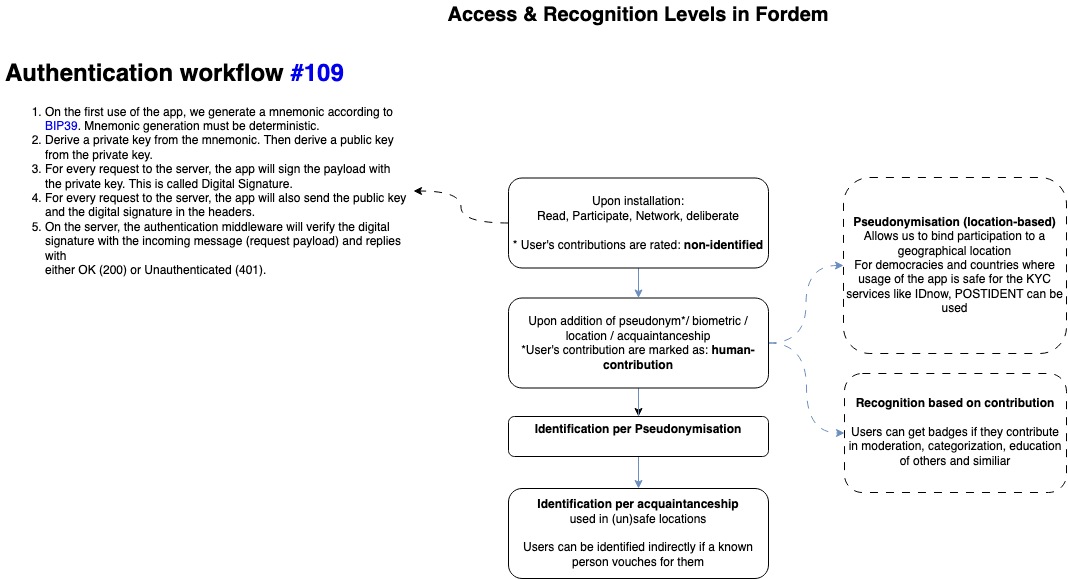 Access & Recognition Levels in Fordem
Authentication workflow #109
1. On the first use of the app, we generate a mnemonic according to
BIP39. Mnemonic generation must be deterministic.
2. Derive a private key from the mnemonic. Then derive a public key
from the private key.
3. For every request to the server, the app will sign the payload with
the private key. This is called Digital Signature.
4. For every request to the server, the app will also send the public key
and the digital signature in the headers.
5. On the server, the authentication middleware will verify the digital
signature with the incoming message (request payload) and replies
with
either OK (200) or Unauthenticated (401).
Upon installation:
Read, Participate, Network, deliberate
* User's contributions are rated: non-identified
Upon addition of pseudonym*/ biometric /
location / acquaintanceship
*User's contribution are marked as: human-
contribution
Identification per Pseudonymisation
Identification per acquaintanceship
used in (un)safe locations
Users can be identified indirectly if a known
person vouches for them
Pseudonymisation (location-based)
Allows us to bind participation to a
geographical location
For democracies and countries where
usage of the app is safe for the KYC
services like IDnow, POSTIDENT can be
used
Recognition based on contribution
Users can get badges if they contribute
in moderation, categorization, education
of others and similiar